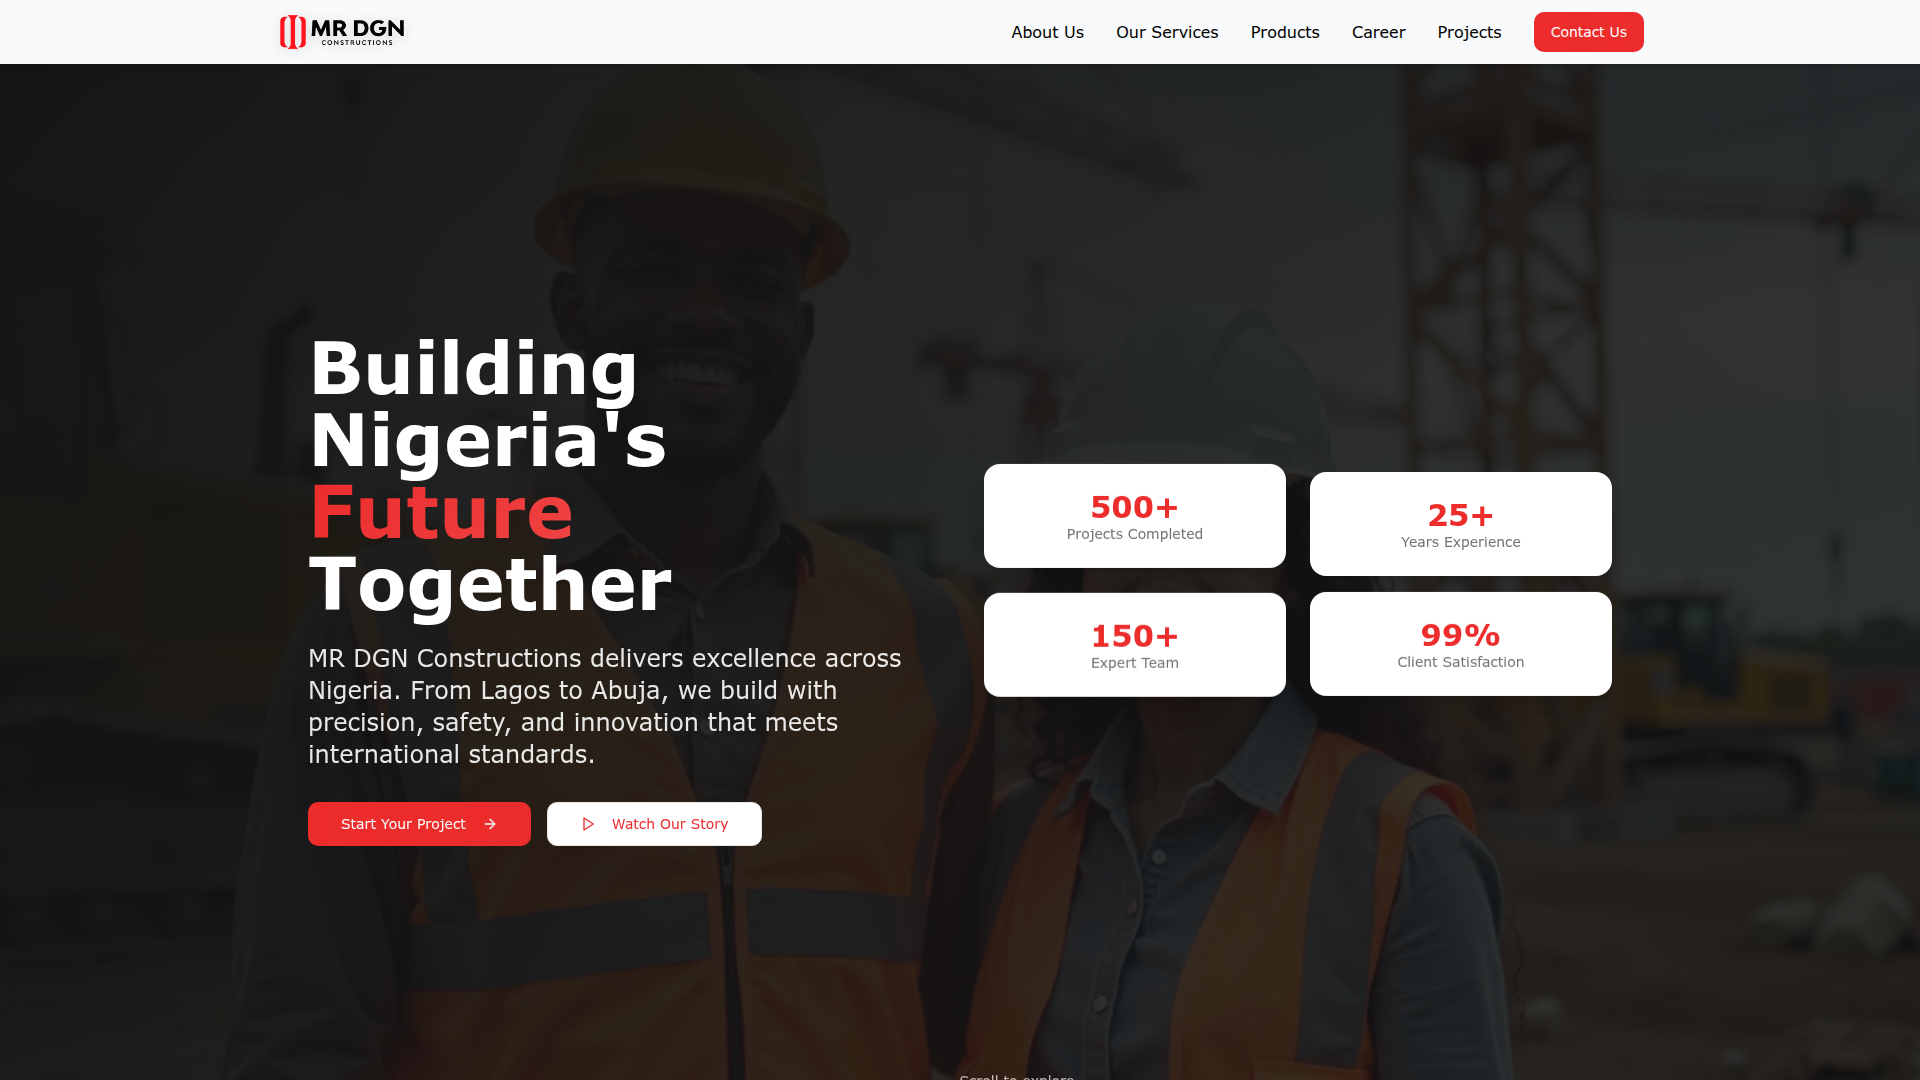 MR DGN
CONSTRUCTIONS
About Us
Our Services
Products
Career
Projects
Contact Us
Building
Nigeria's
Future
Together
MR DGN Constructions delivers excellence across
Nigeria. From Lagos to Abuja, we build with
precision, safety, and innovation that meets
international standards.
Start Your Project
Watch Our Story
500+
Projects Completed
25+
Years Experience
150+
Expert Team
99%
Client Satisfaction
Scroll to explore